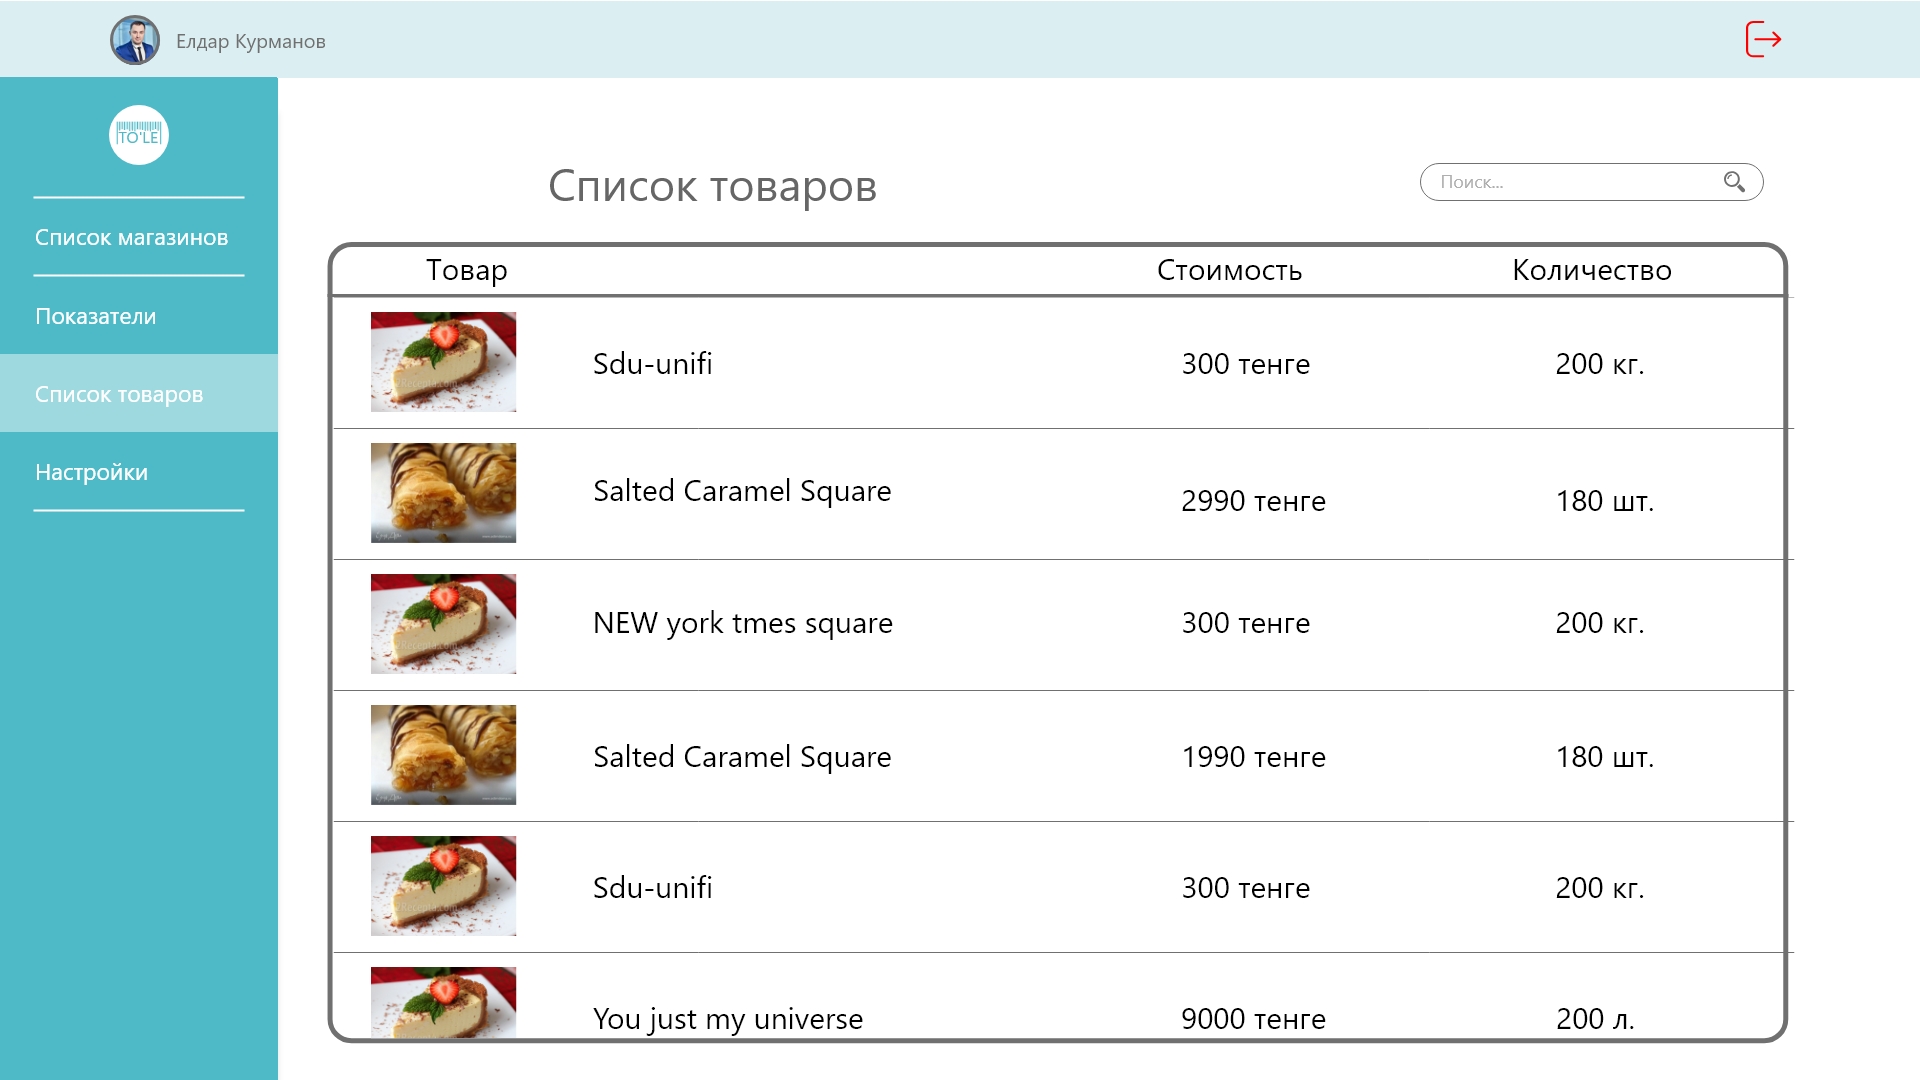 Елдар Курманов
TO'LE
Список магазинов
Показатели
Список товаров
Настройки
Список товаров
Поиск...
Товар Стоимость Количество
Sdu-unifi 300 тенге 200 кг.
Salted Caramel Square 2990 тенге 180 шт.
NEW york tmes square 300 тенге 200 кг.
Salted Caramel Square 1990 тенге 180 шт.
Sdu-unifi 300 тенге 200 кг.
You just my universe 9000 тенге 200 л.